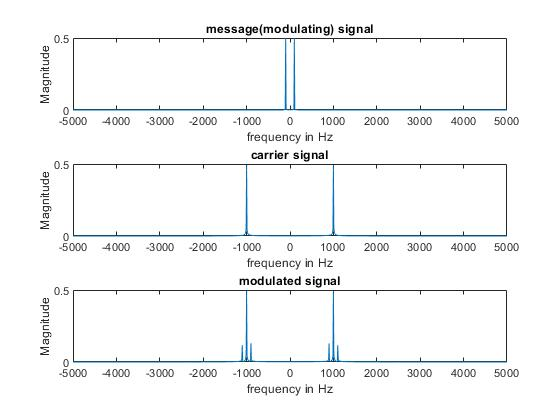 message(modulating) signal
0.5
Magnitude
0
-5000 -4000 -3000 -2000 -1000 0 1000 2000 3000 4000 5000
frequency in Hz
carrier signal
0.5
Magnitude
0
-5000 -4000 -3000 -2000 -1000 0 1000 2000 3000 4000 5000
frequency in Hz
modulated signal
0.5
Magnitude
0
-5000 -4000 -3000 -2000 -1000 0 1000 2000 3000 4000 5000
frequency in Hz